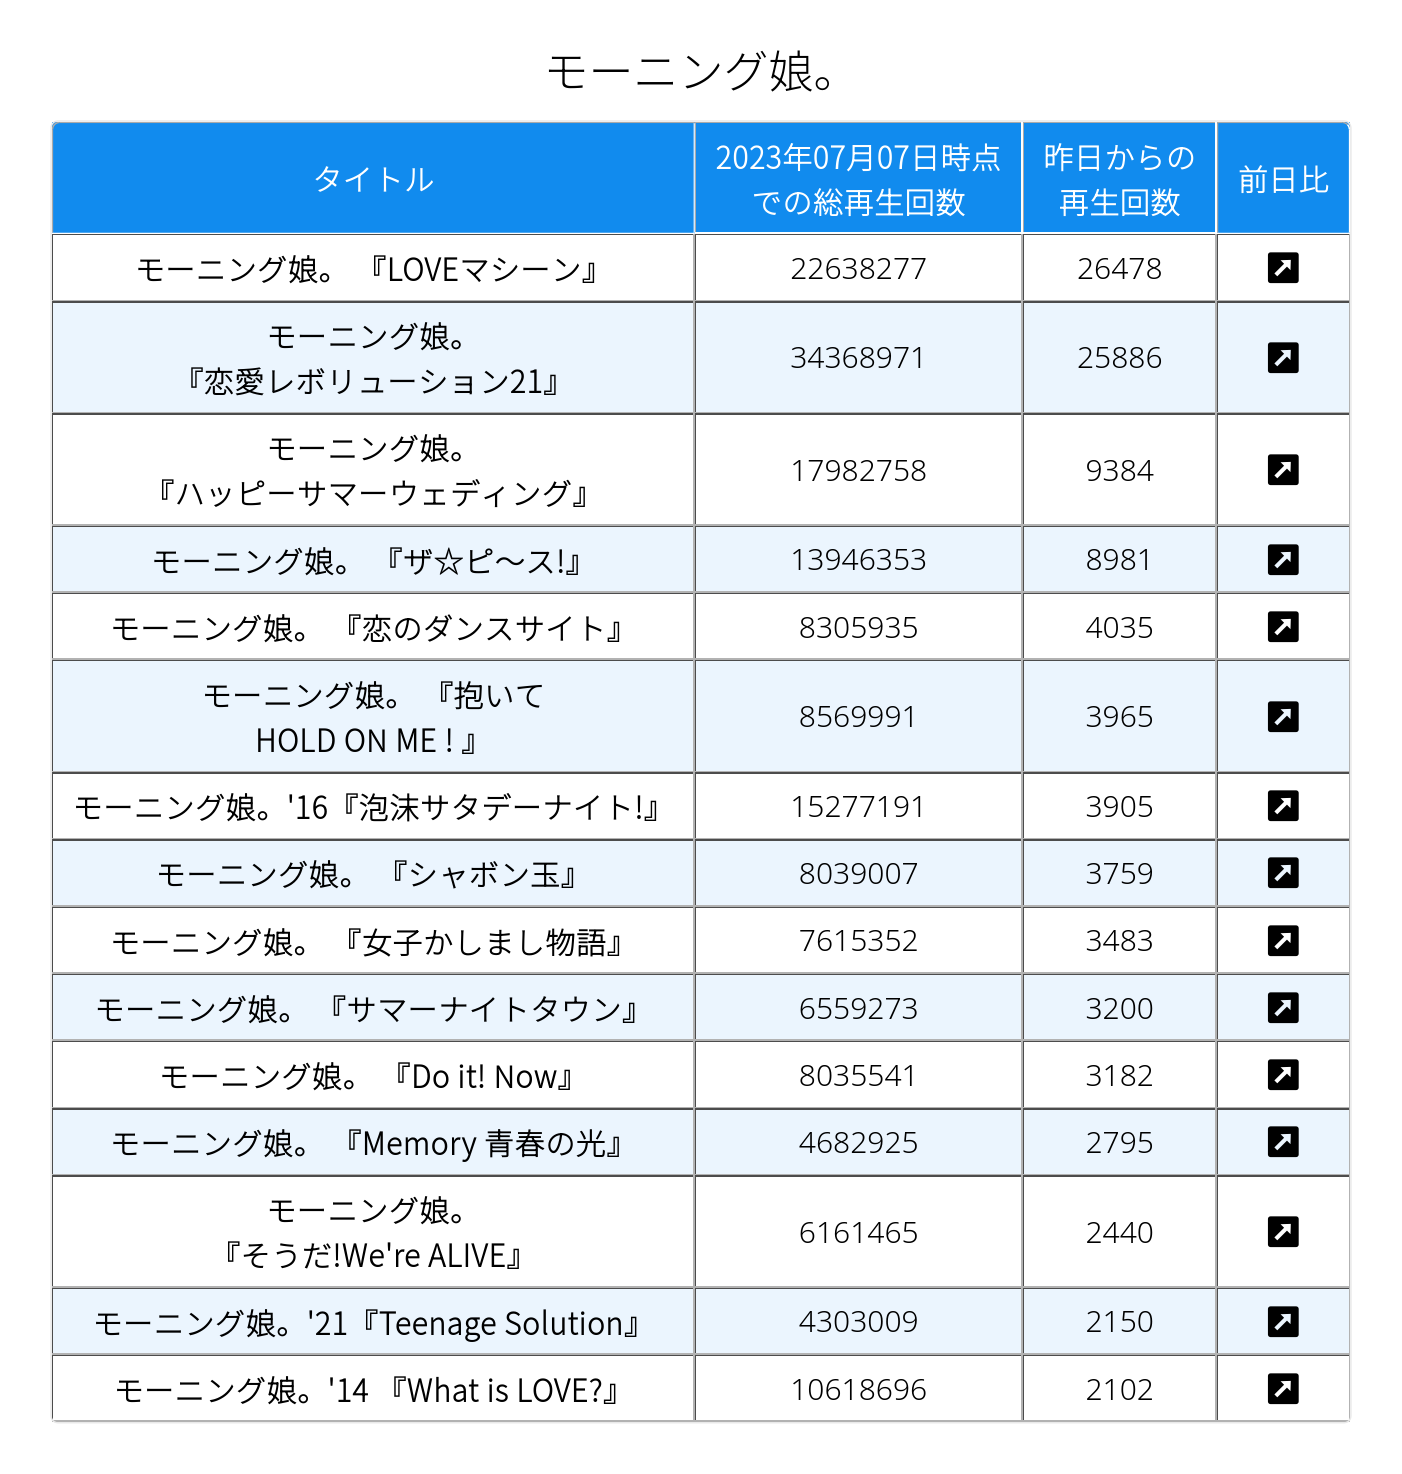 モーニング娘。
タイトル
2023年07月07日時点
での総再生回数
昨日からの
再生回数
前日比
モーニング娘。 『LOVEマシーン』 22638277 26478
モーニング娘。
『恋愛レボリューション21』
34368971 25886
モーニング娘。
『ハッピーサマーウェディング』
17982758 9384
モーニング娘。 『ザ☆ピ〜ス!』 13946353 8981
モーニング娘。 『恋のダンスサイト』 8305935 4035
モーニング娘。 『抱いて
HOLD ON ME ! 』
8569991 3965
モーニング娘。'16『泡沫サタデーナイト!』 15277191 3905
モーニング娘。 『シャボン玉』 8039007 3759
モーニング娘。 『女子かしまし物語』 7615352 3483
モーニング娘。 『サマーナイトタウン』 6559273 3200
モーニング娘。 『Do it! Now』 8035541 3182
モーニング娘。 『Memory 青春の光』 4682925 2795
モーニング娘。
『そうだ!We're ALIVE』
6161465 2440
モーニング娘。'21『Teenage Solution』 4303009 2150
モーニング娘。'14 『What is LOVE?』 10618696 2102